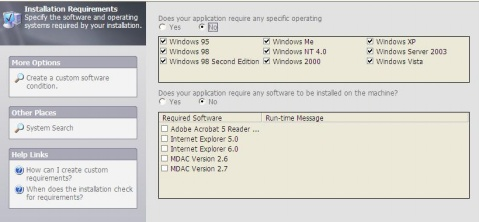 Installation Requirements
Specify the software and operating
systems required by your installation.
More Options
Create a custom software
condition.
Other Places
System Search
Help Links
How can I create custom
requirements?
When does the installation check
for requirements?
Does your application require any specific operating
Yes No
Windows 95 Windows Me Windows XP
Windows 98 Windows NT 4.0 Windows Server 2003
Windows 98 Second Edition Windows 2000 Windows Vista
Does your application require any software to be installed on the machine?
Yes No
Required Software Run-time Message
Adobe Acrobat 5 Reader ...
Internet Explorer 5.0
Internet Explorer 6.0
MDAC Version 2.6
MDAC Version 2.7